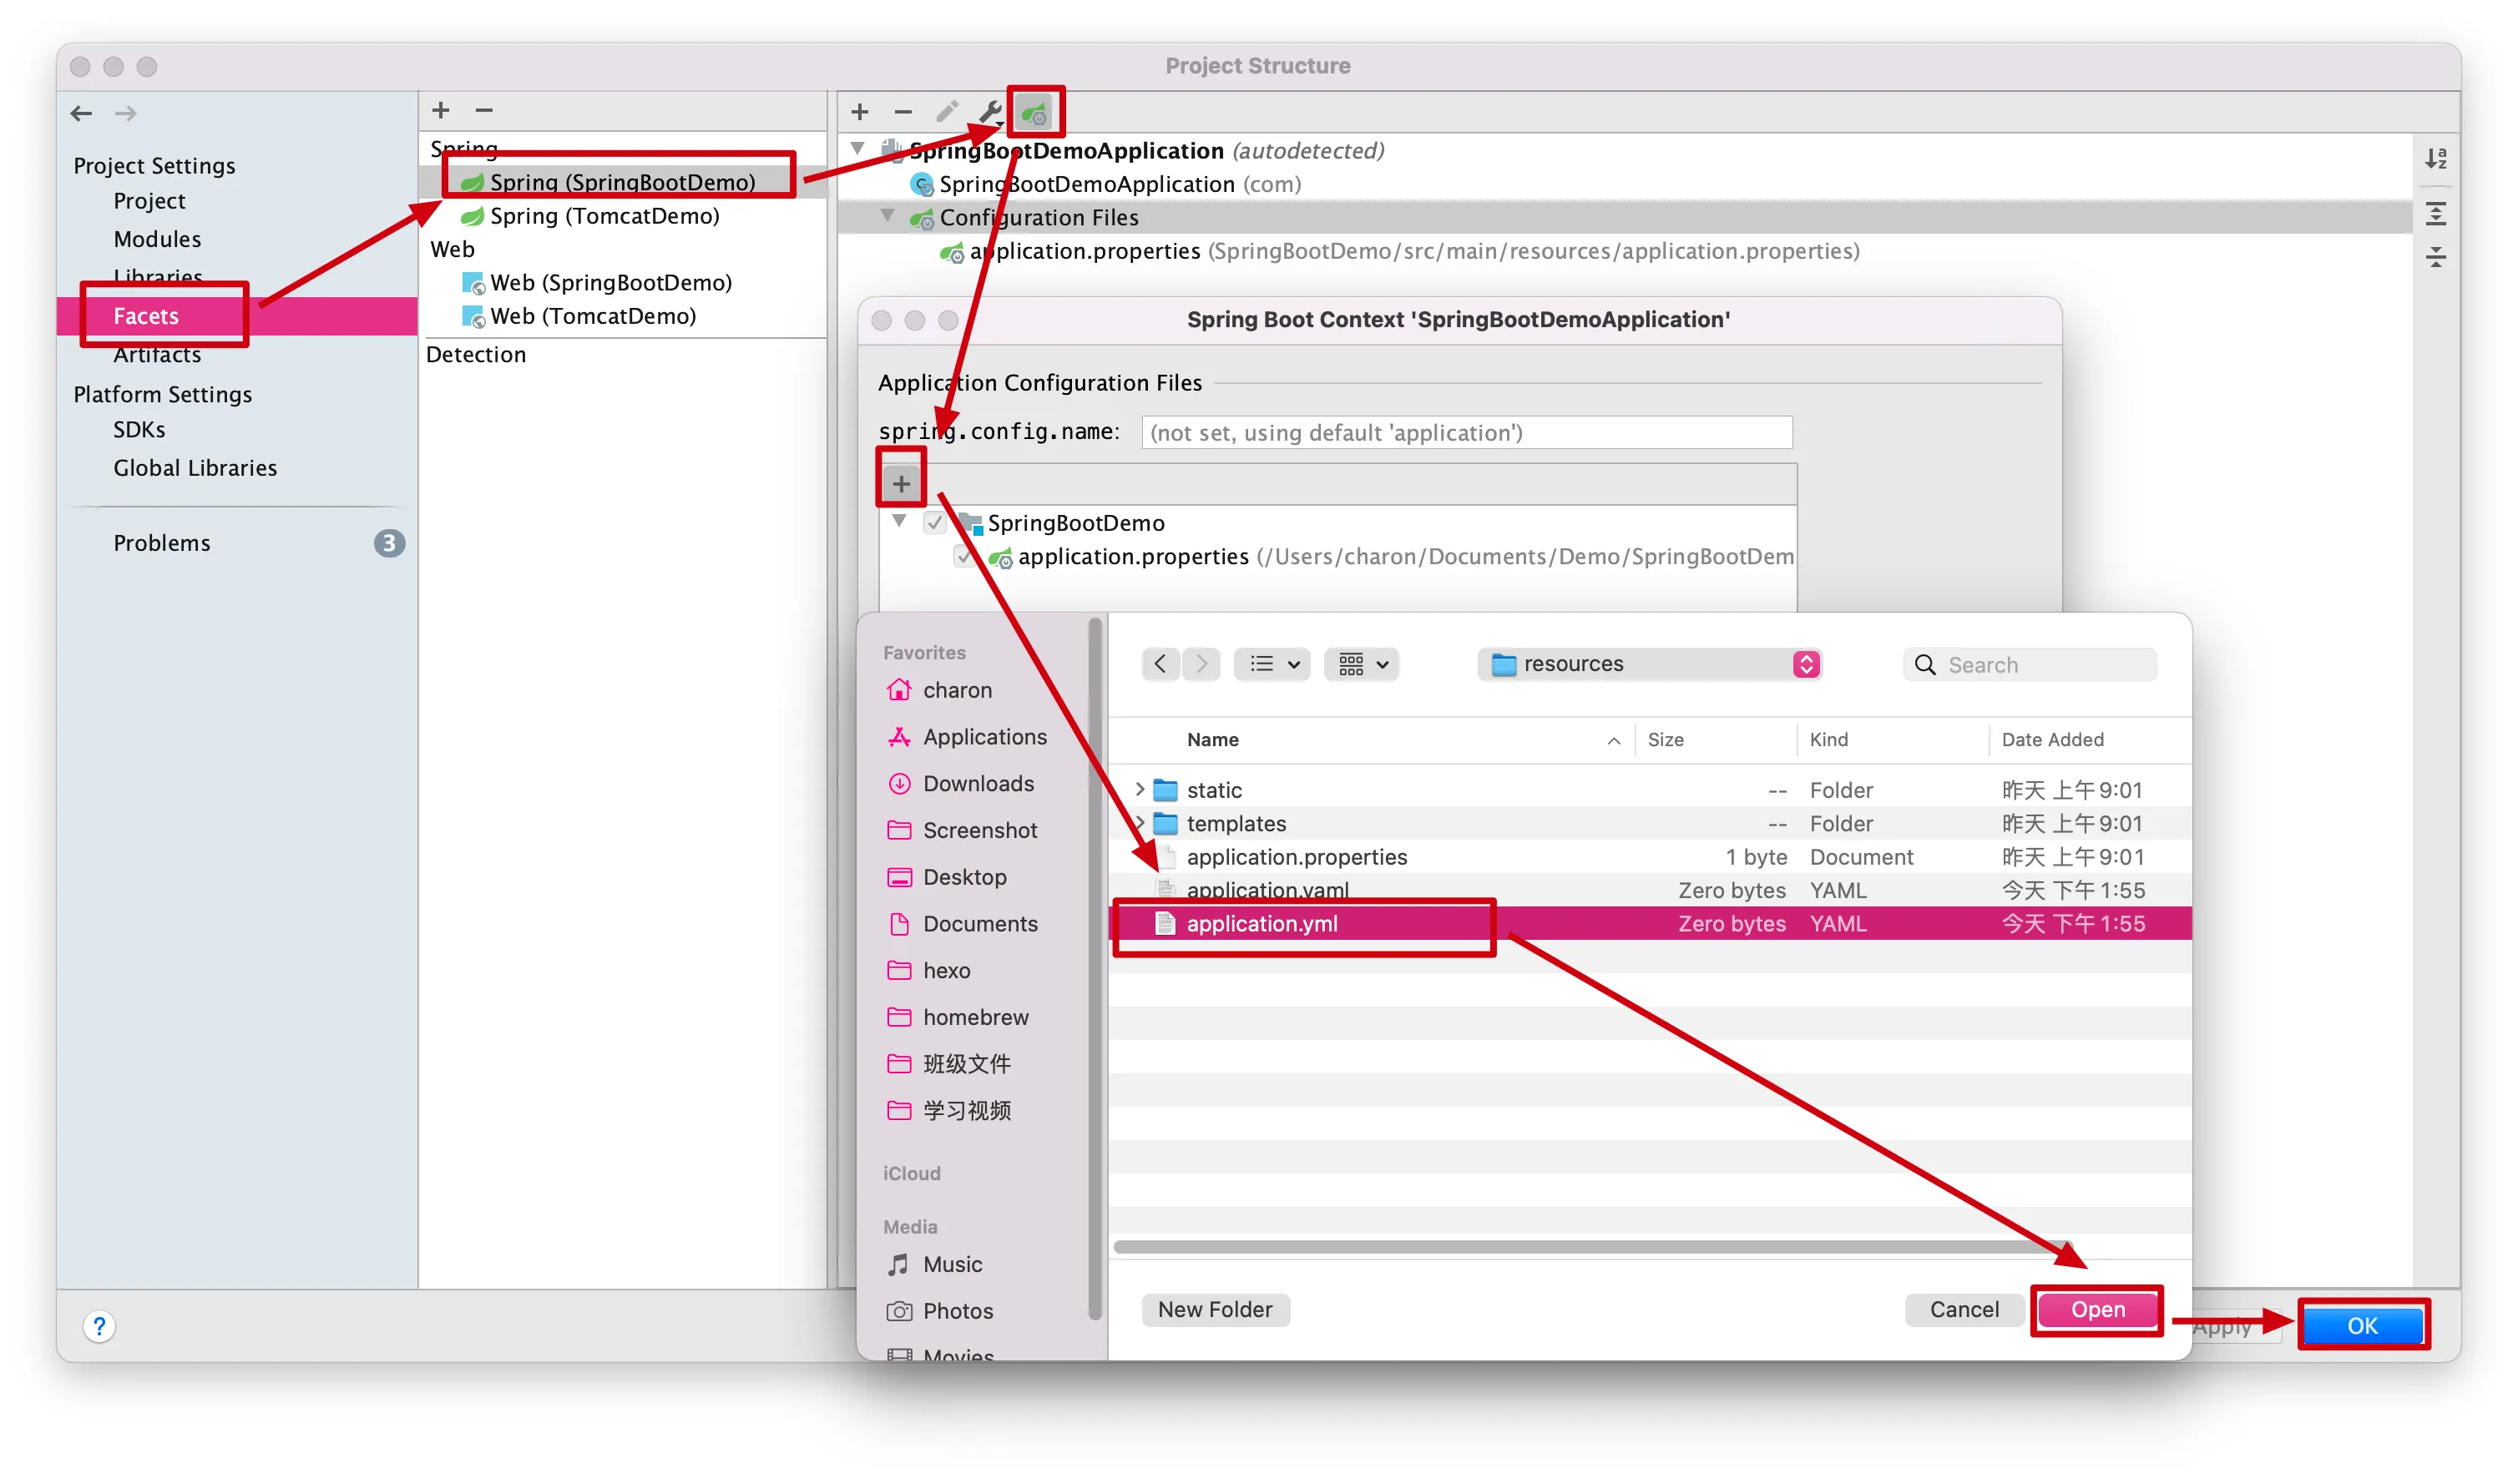 Project Structure
Project Settings
Project
Modules
Libraries
Facets
Artifacts
Platform Settings
SDKs
Global Libraries
Problems
3
Spring
Spring (SpringBootDemo)
Spring (TomcatDemo)
Web
Web (SpringBootDemo)
Web (TomcatDemo)
Detection
SpringBootDemoApplication (autodetected)
SpringBootDemoApplication (com)
Configuration Files
application.properties (SpringBootDemo/src/main/resources/application.properties)
Spring Boot Context 'SpringBootDemoApplication'
Application Configuration Files
spring.config.name: (not set, using default 'application')
SpringBootDemo
application.properties (/Users/charon/Documents/Demo/SpringBootDem
Favorites
charon
Applications
Downloads
Screenshot
Desktop
Documents
hexo
homebrew
班级文件
学习视频
iCloud
Media
Music
Photos
Movies
resources
Search
Name Size Kind Date Added
static -- Folder 昨天 上午 9:01
templates -- Folder 昨天 上午 9:01
application.properties 1 byte Document 昨天 上午 9:01
application.yaml Zero bytes YAML 今天 下午 1:55
application.yml Zero bytes YAML 今天 下午 1:55
New Folder
Cancel
Open
Apply
OK
?